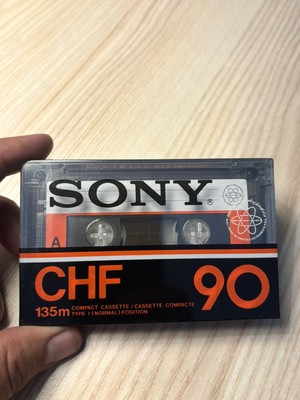 SONY®
A
CHF 90
135m COMPACT CASSETTE / CASSETTE COMPACTE
TYPE I (NORMAL) POSITION